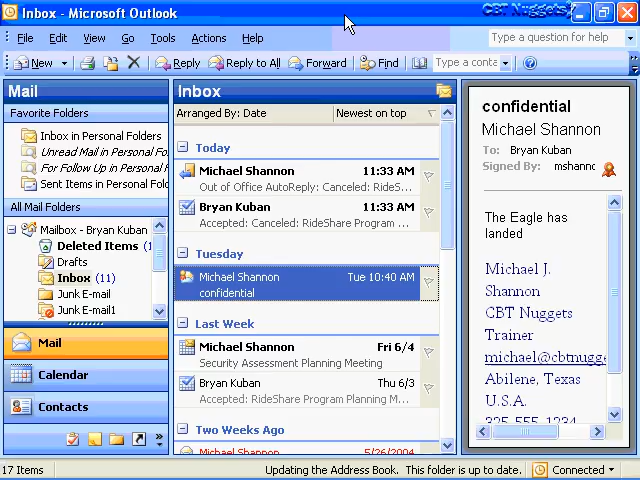 Inbox - Microsoft Outlook
CBT Nuggets
File Edit View Go Tools Actions Help
Type a question for help
New Reply Reply to All Forward Find Type a conta
Mail
Favorite Folders
Inbox in Personal Folders
Unread Mail in Personal Fo
For Follow Up in Personal F
Sent Items in Personal Fold
All Mail Folders
Mailbox - Bryan Kuban
Deleted Items (1
Drafts
Inbox (11)
Junk E-mail
Junk E-mail1
Mail
Calendar
Contacts
Inbox
Arranged By: Date Newest on top
Today
Michael Shannon 11:33 AM
Out of Office AutoReply: Canceled: RideS...
Bryan Kuban 11:33 AM
Accepted: Canceled: RideShare Program ...
Tuesday
Michael Shannon Tue 10:40 AM
confidential
Last Week
Michael Shannon Fri 6/4
Security Assessment Planning Meeting
Bryan Kuban Thu 6/3
Accepted: RideShare Program Planning M...
Two Weeks Ago
Michael Shannon 5/26/2004
confidential
Michael Shannon
To: Bryan Kuban
Signed By: mshannc
The Eagle has
landed
Michael J.
Shannon
CBT Nuggets
Trainer
michael@cbtnugge
Abilene, Texas
U.S.A.
325-555-1234
17 Items
Updating the Address Book. This folder is up to date.
Connected